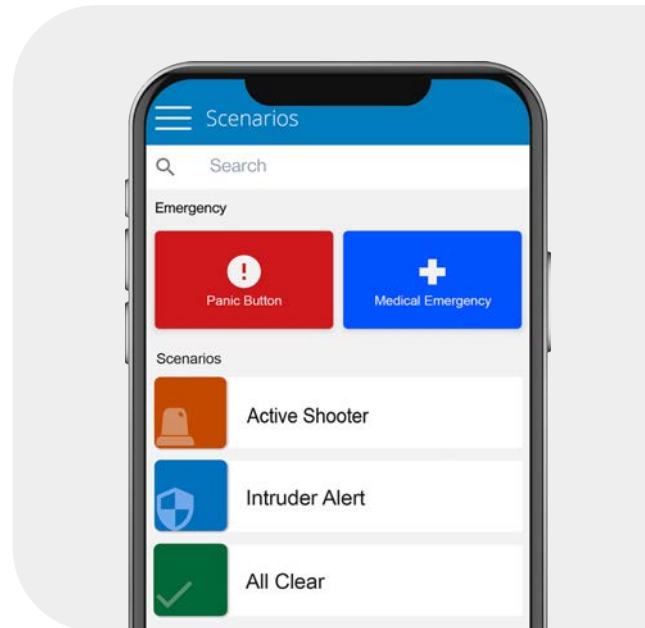 Scenarios
Search
Emergency
Panic Button
Medical Emergency
Scenarios
Active Shooter
Intruder Alert
All Clear